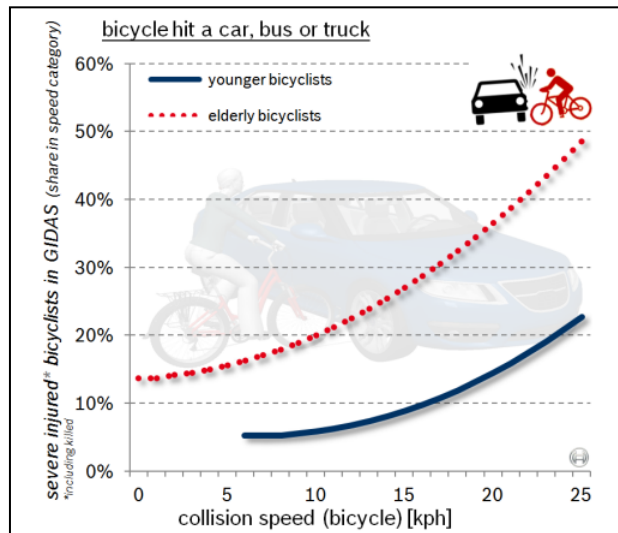 bicycle hit a car, bus or truck
severe injured* bicyclists in GIDAS (share in speed category)
*including killed
60%
50%
40%
30%
20%
10%
0%
younger bicyclists
elderly bicyclists
0 5 10 15 20 25
collision speed (bicycle) [kph]